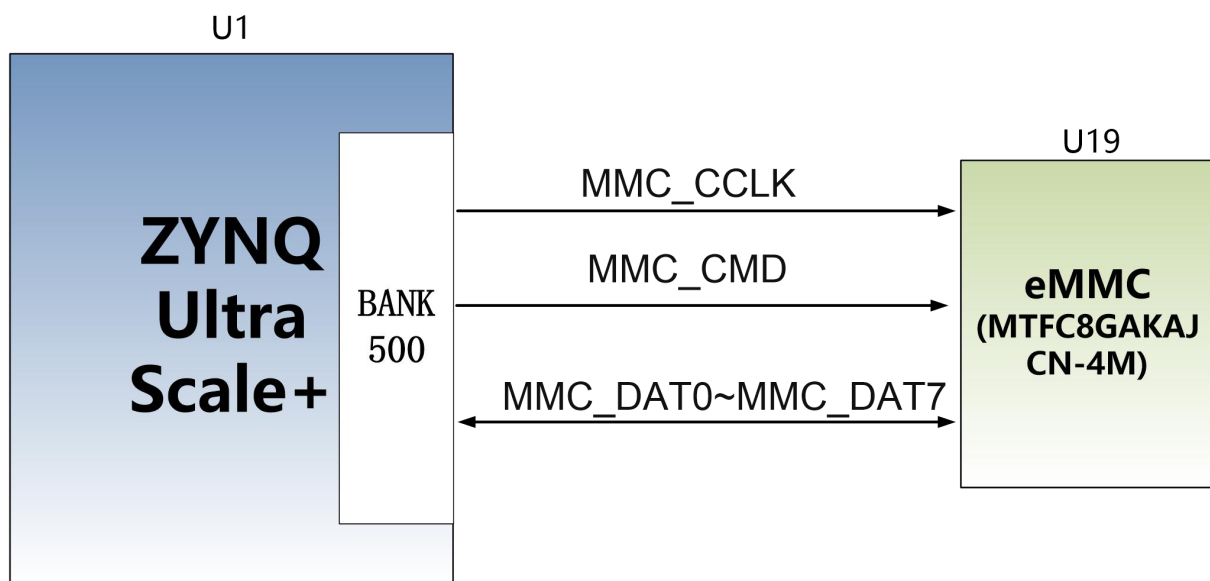 U1
ZYNQ
Ultra
Scale+
BANK
500
MMC_CCLK
MMC_CMD
MMC_DAT0~MMC_DAT7
U19
eMMC
(MTFC8GAKAJ
CN-4M)